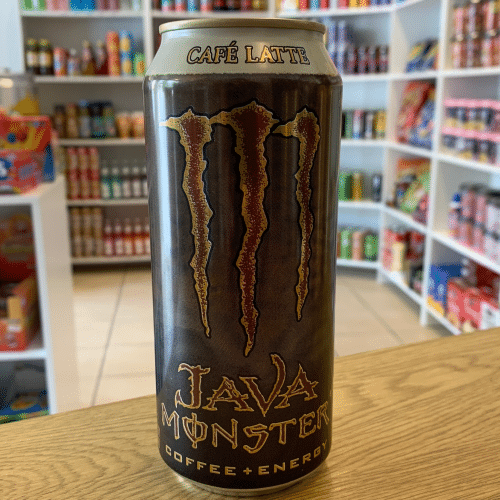 CAFÉ LATTE
JAVA
MONSTER
COFFEE + ENERGY